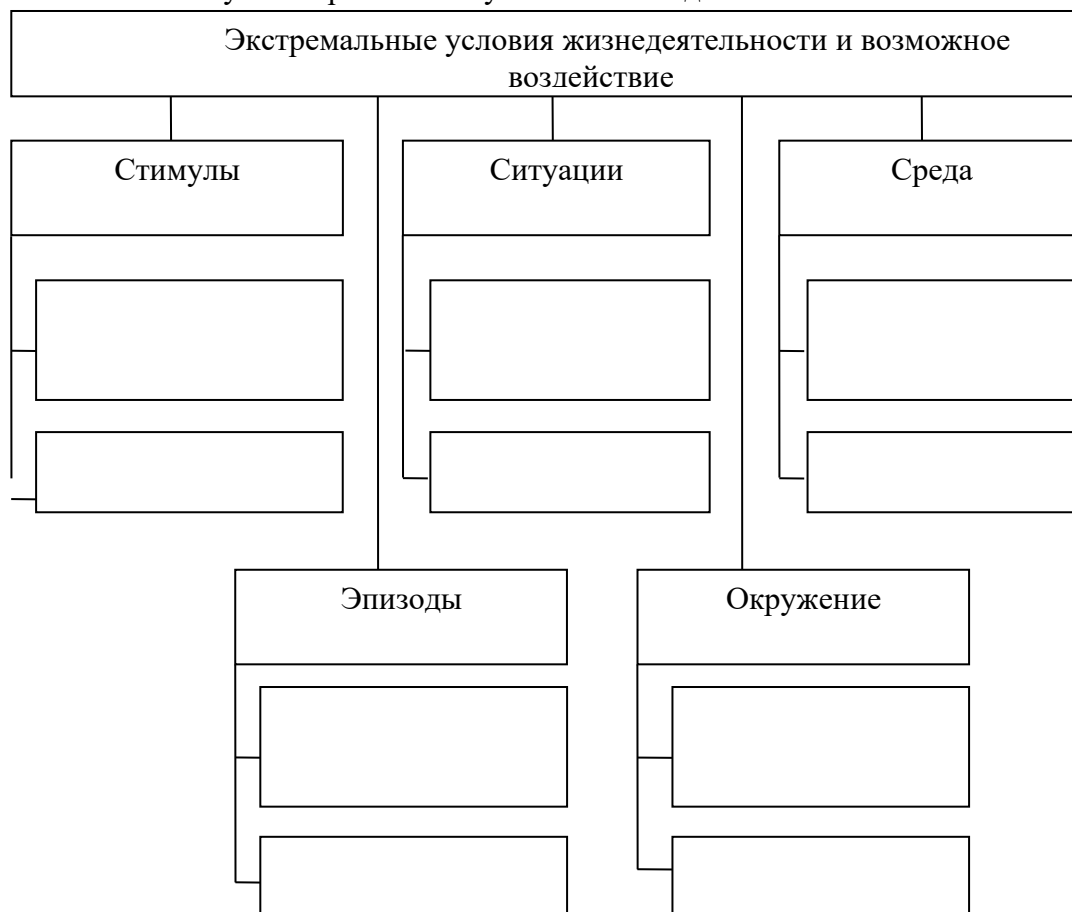 Экстремальные условия жизнедеятельности и возможное
воздействие
Стимулы
Ситуации
Среда
Эпизоды
Окружение